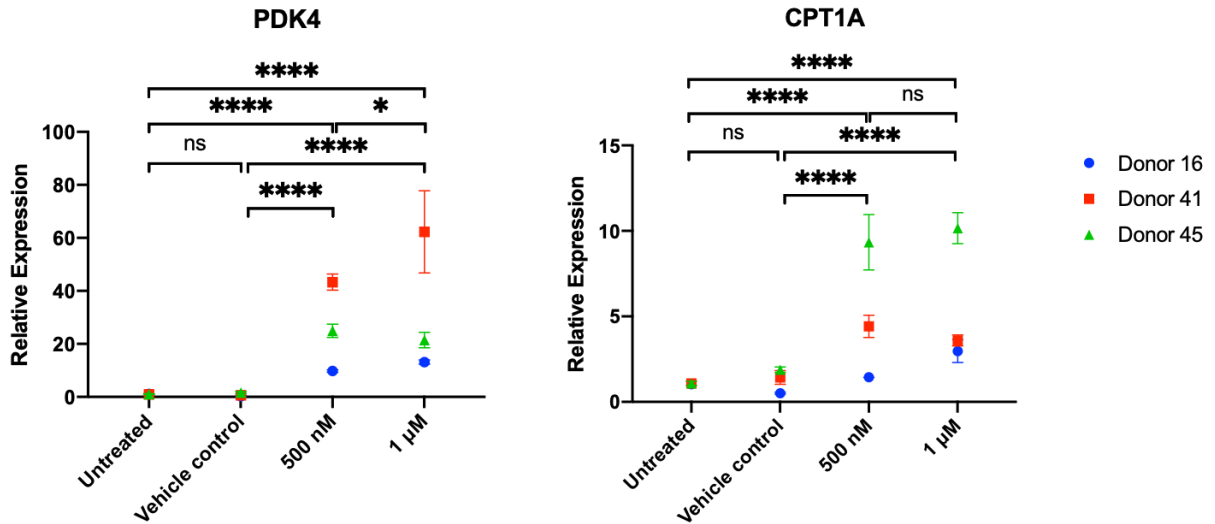 PDK4
****
**** *
ns ****
****
100
80
60
40
20
0
Relative Expression
Untreated
Vehicle control
500 nM
1 µM
CPT1A
****
**** ns
ns ****
****
15
10
5
0
Relative Expression
Untreated
Vehicle control
500 nM
1 µM
Donor 16
Donor 41
Donor 45